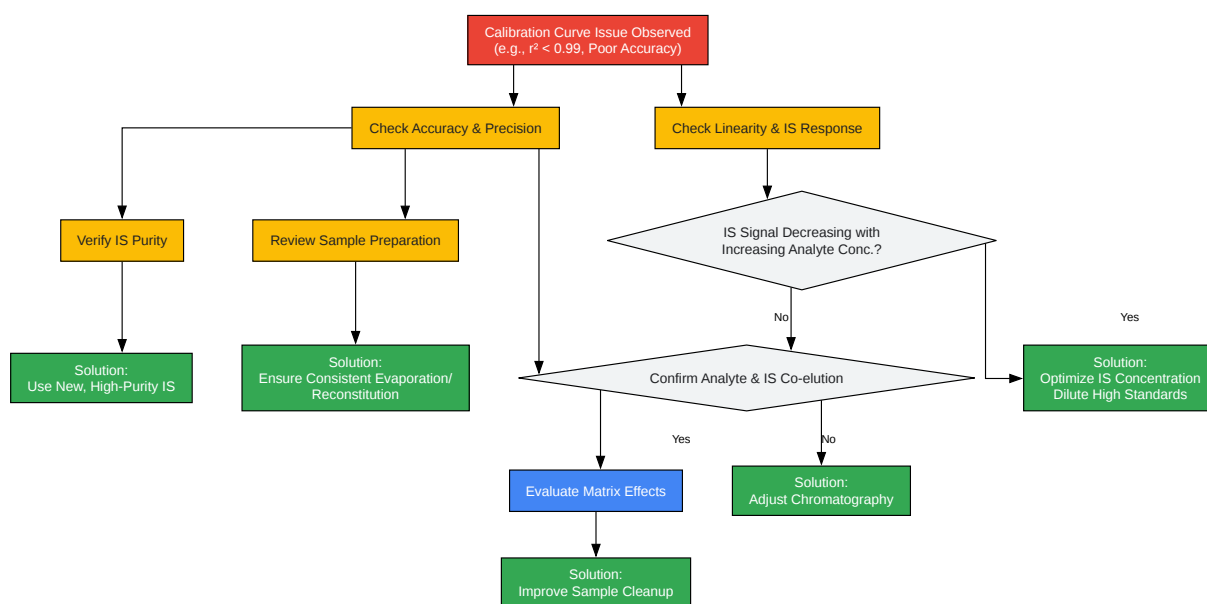 Calibration Curve Issue Observed
(e.g., r² < 0.99, Poor Accuracy)
Check Accuracy & Precision
Check Linearity & IS Response
Verify IS Purity
Review Sample Preparation
IS Signal Decreasing with
Increasing Analyte Conc.?
No
Yes
Solution:
Use New, High-Purity IS
Solution:
Ensure Consistent Evaporation/
Reconstitution
Confirm Analyte & IS Co-elution
Solution:
Optimize IS Concentration
Dilute High Standards
Yes
No
Evaluate Matrix Effects
Solution:
Adjust Chromatography
Solution:
Improve Sample Cleanup